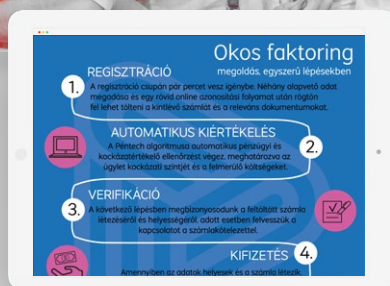 Okos faktoring
megoldás, egyszerű lépésekben
REGISZTRÁCIÓ
1.
A regisztráció csupán pár percet vesz igénybe. Néhány alapvető adat
megadása és egy rövid online azonosítási folyamat után rögtön
fel lehet tölteni a kintlévő számlát és a releváns dokumentumokat.
AUTOMATIKUS KIÉRTÉKELÉS
2.
A Péntech algoritmusa automatikus pénzügyi és
kockázatértékelő ellenőrzést végez, meghatározva az
ügylet kockázati szintjét és a felmerülő költségeket.
VERIFIKÁCIÓ
3.
A következő lépésben megbizonyosodunk a feltöltött számla
létezéséről és helyességéről, adott esetben felvesszük a
kapcsolatot a számlakötelezettel.
KIFIZETÉS
4.
Amennyiben az adatok helyesek és a számla létezik,